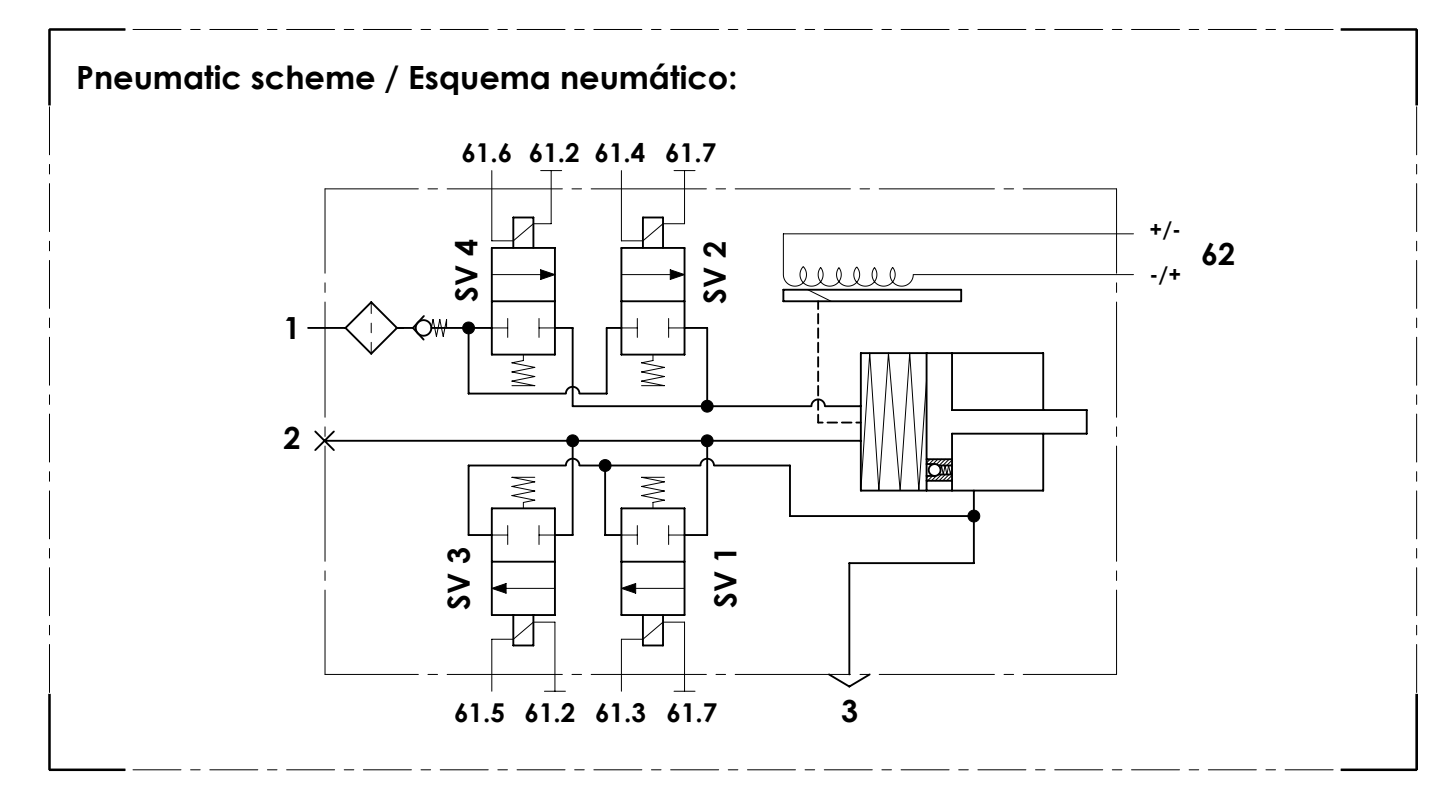 Pneumatic scheme / Esquema neumático:
61.6 61.2 61.4 61.7
SV 4
SV 2
+/-
62
-/+
1
2
SV 3
SV 1
61.5 61.2 61.3 61.7
3